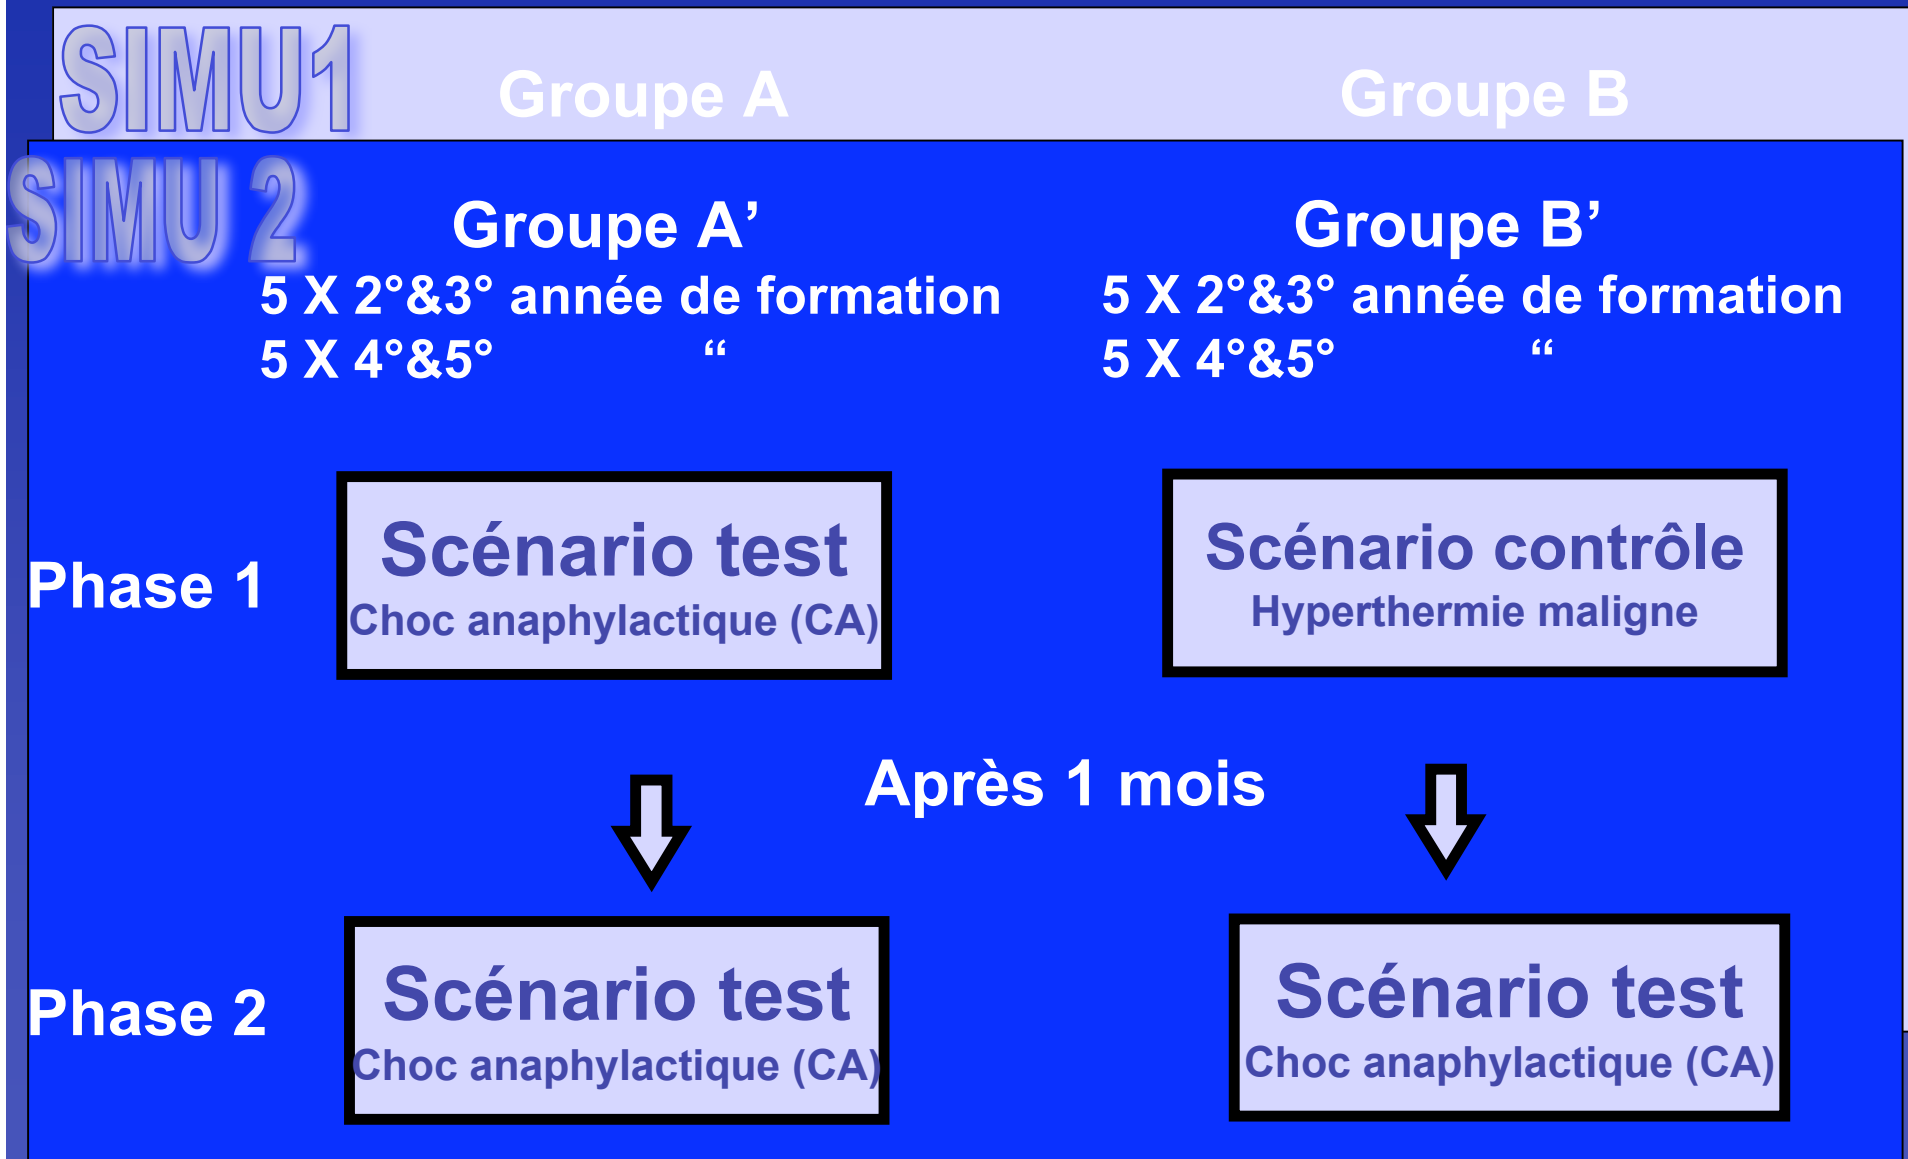 SIMU1
Groupe A
Groupe B
SIMU 2
Groupe A’
Groupe B’
5 X 2°&3° année de formation
5 X 4°&5° “
5 X 2°&3° année de formation
5 X 4°&5° “
Phase 1
Scénario test
Choc anaphylactique (CA)
Scénario contrôle
Hyperthermie maligne
Après 1 mois
Phase 2
Scénario test
Choc anaphylactique (CA)
Scénario test
Choc anaphylactique (CA)